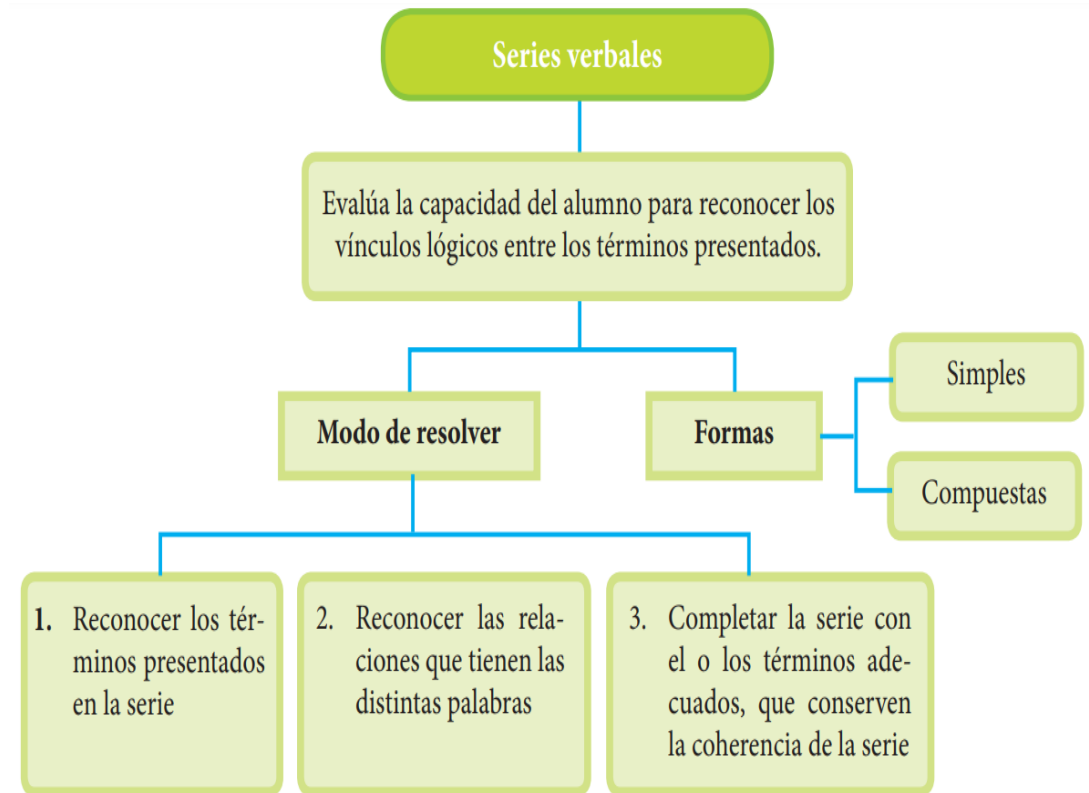 Series verbales
Evalúa la capacidad del alumno para reconocer los
vínculos lógicos entre los términos presentados.
Simples
Modo de resolver
Formas
Compuestas
1. Reconocer los tér-
minos presentados
en la serie
2. Reconocer las rela-
ciones que tienen las
distintas palabras
3. Completar la serie con
el o los términos ade-
cuados, que conserven
la coherencia de la serie